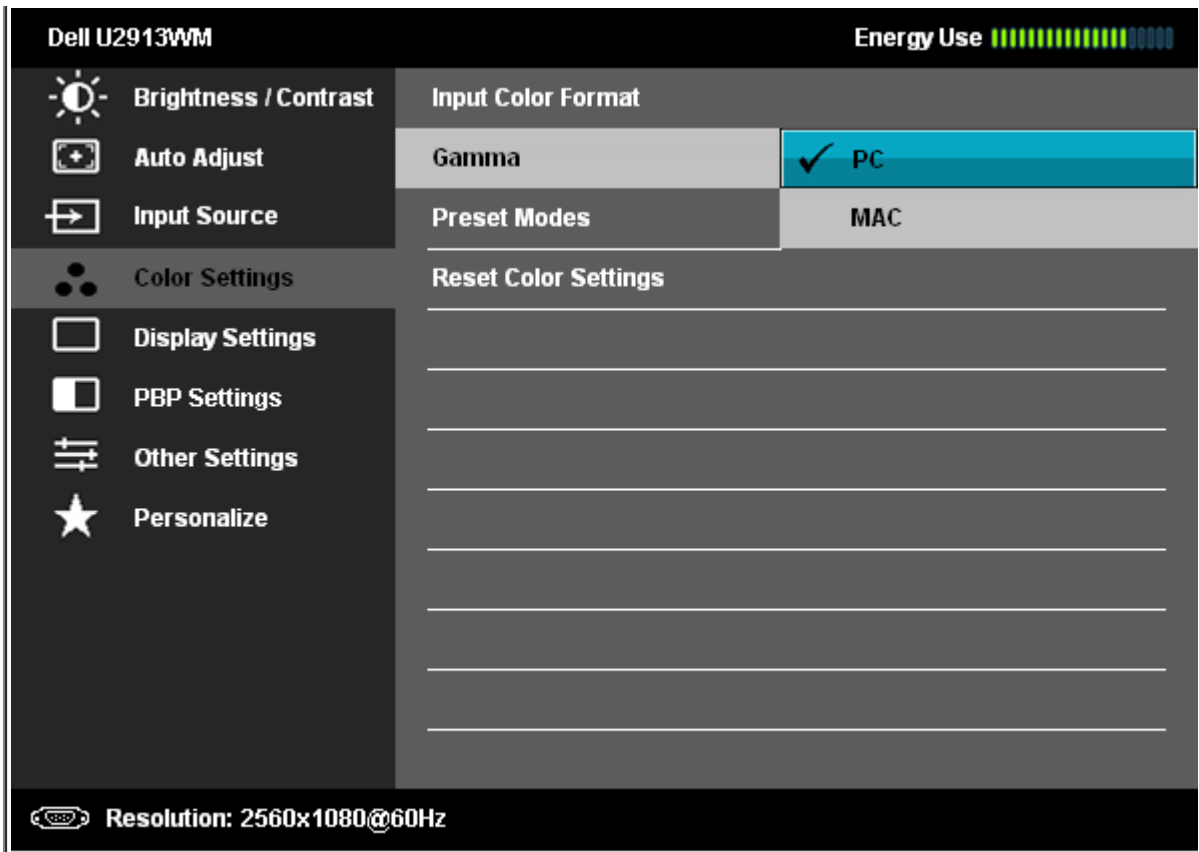 Dell U2913WM
Energy Use
Brightness / Contrast
Input Color Format
Auto Adjust
Gamma
PC
Input Source
Preset Modes
MAC
Color Settings
Reset Color Settings
Display Settings
PBP Settings
Other Settings
Personalize
Resolution: 2560x1080@60Hz